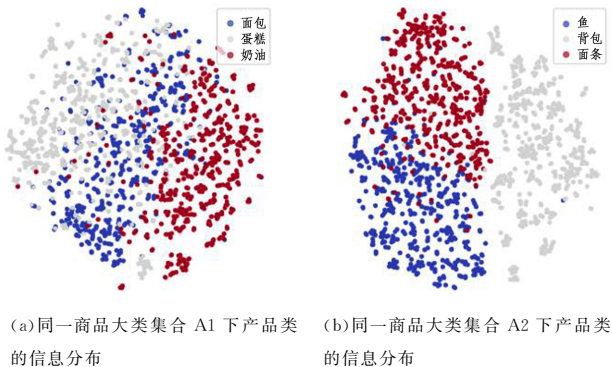 面包
蛋糕
奶油
鱼
背包
面条
(a)同一商品大类集合 A1 下产品类
的信息分布
(b)同一商品大类集合 A2 下产品类
的信息分布